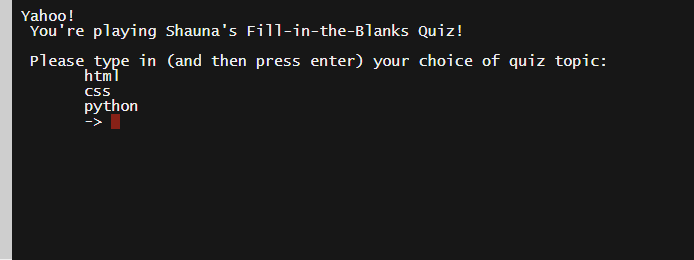 Yahoo!
You're playing Shauna's Fill-in-the-Blanks Quiz!
Please type in (and then press enter) your choice of quiz topic:
html
css
python
->